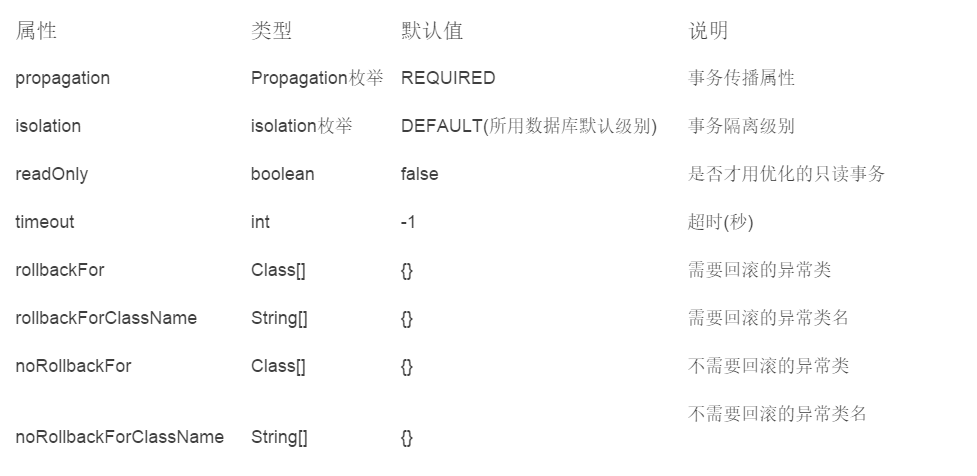 属性 类型 默认值 说明
propagation Propagation枚举 REQUIRED 事务传播属性
isolation isolation枚举 DEFAULT(所用数据库默认级别) 事务隔离级别
readOnly boolean false 是否才用优化的只读事务
timeout int -1 超时(秒)
rollbackFor Class[] {} 需要回滚的异常类
rollbackForClassName String[] {} 需要回滚的异常类名
noRollbackFor Class[] {} 不需要回滚的异常类
noRollbackForClassName String[] {} 不需要回滚的异常类名